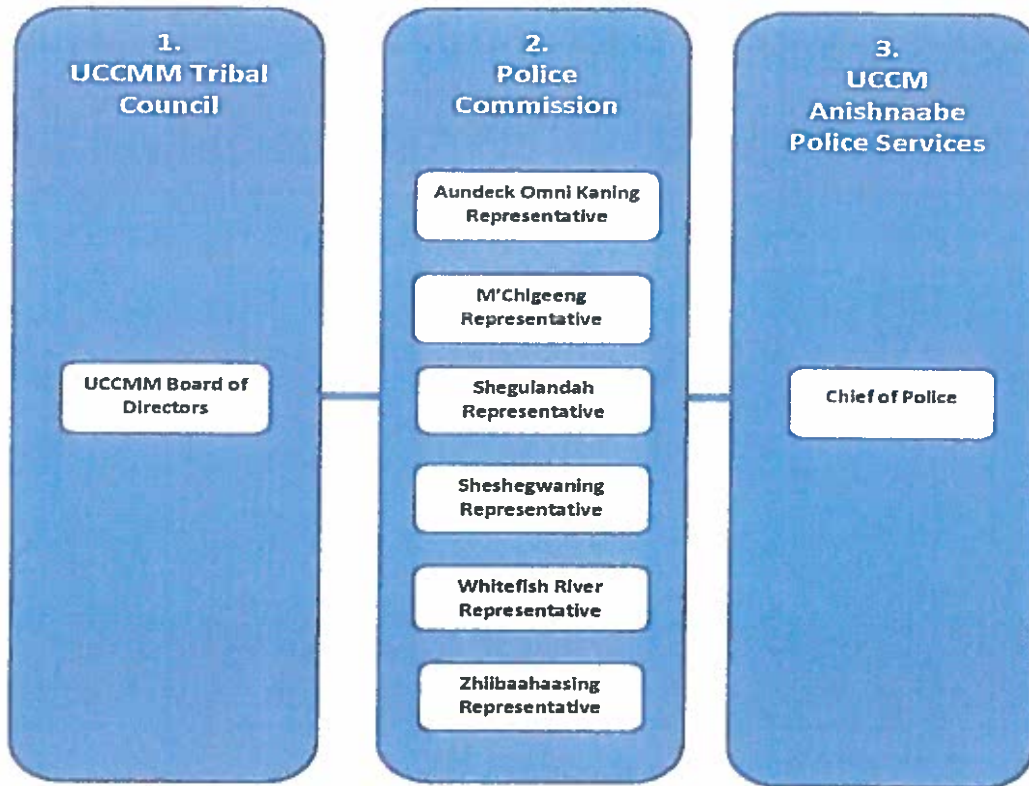 1.
UCCMM Tribal
Council
UCCMM Board of
Directors
2.
Police
Commission
Aundeck Omni Kaning
Representative
M'Chigeeng
Representative
Shegulandah
Representative
Sheshegwaning
Representative
Whitefish River
Representative
Zhiibaahaasing
Representative
3.
UCCM
Anishnaabe
Police Services
Chief of Police